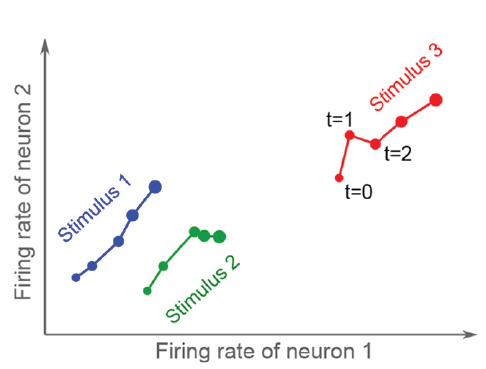 Firing rate of neuron 2
Stimulus 1
Stimulus 2
Stimulus 3
t=1
t=2
t=0
Firing rate of neuron 1